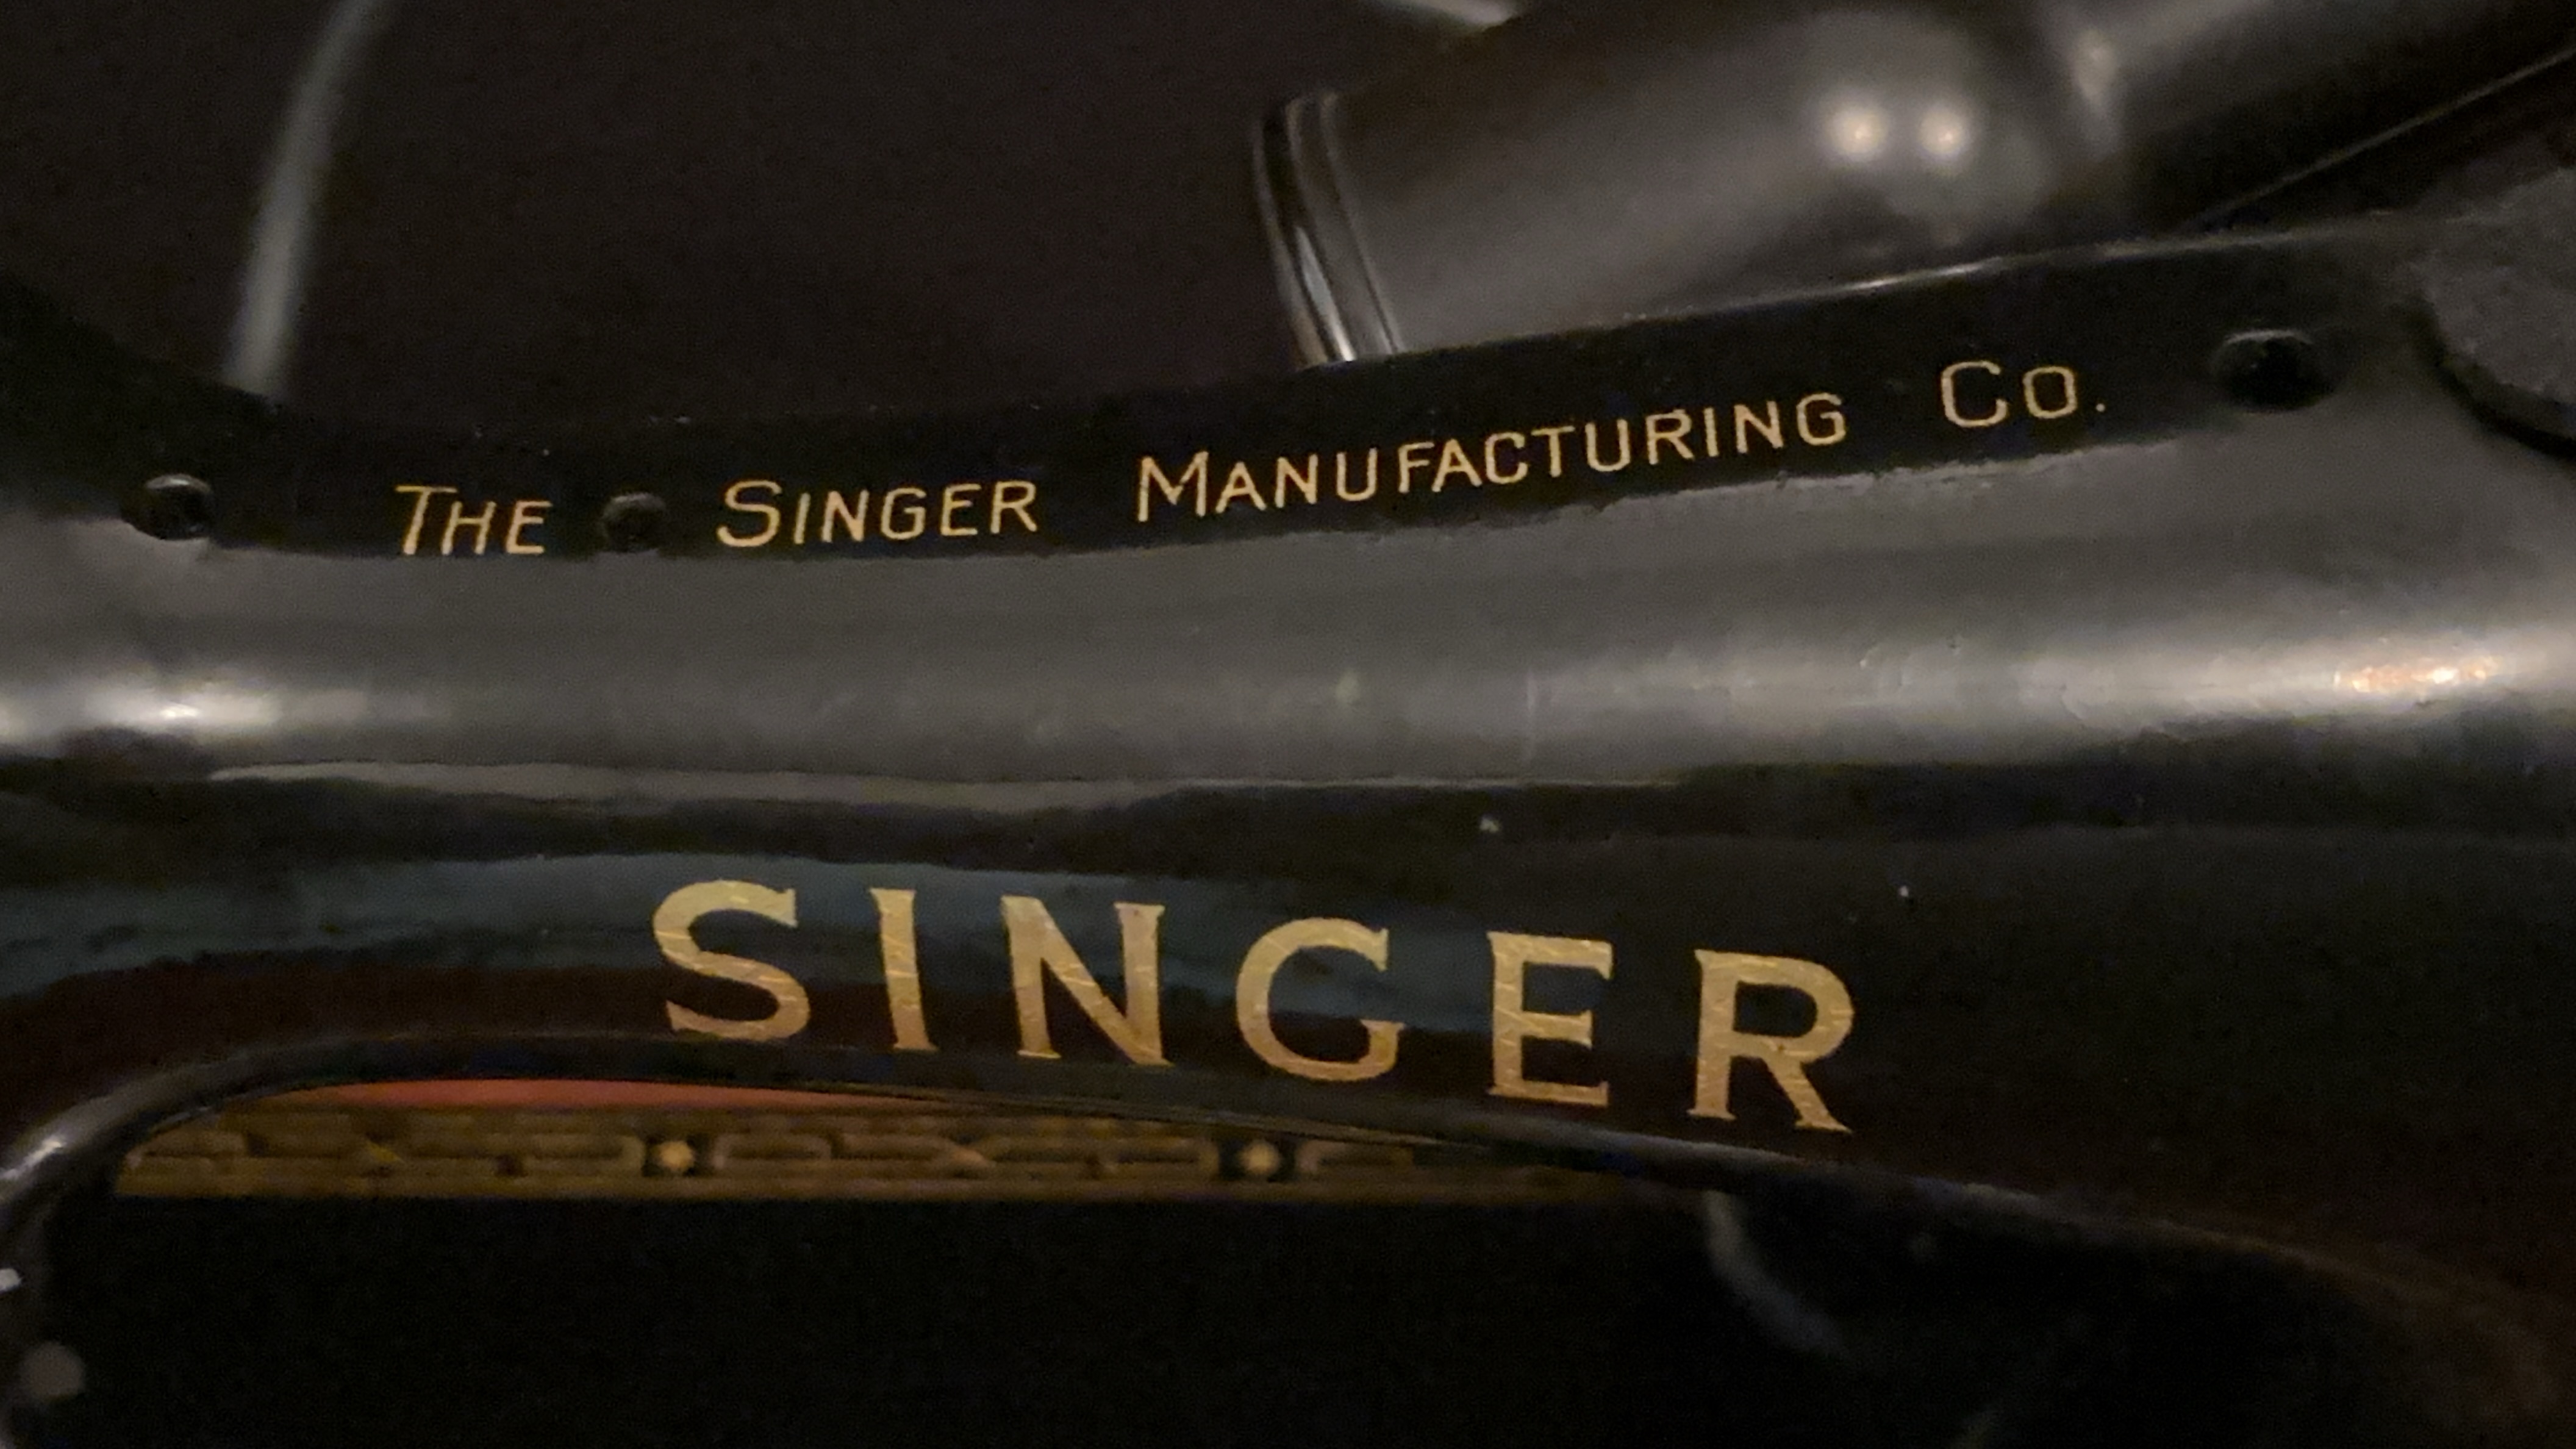 THE SINGER MANUFACTURING CO.
SINGER